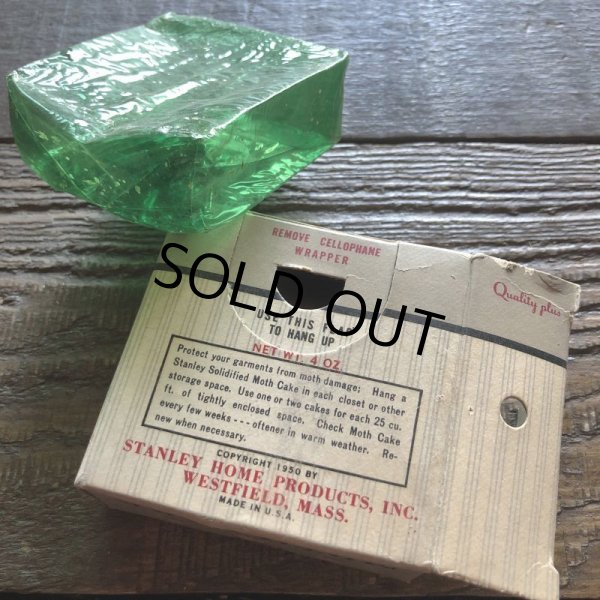 REMOVE CELLOPHANE
WRAPPER
Quality plus
SOLD OUT
USE THIS
TO HANG UP
NET WT. 4 OZ.
Protect your garments from moth damage; Hang a
Stanley Solidified Moth Cake in each closet or other
storage space. Use one or two cakes for each 25 cu.
ft. of tightly enclosed space. Check Moth Cake
every few weeks --- oftener in warm weather. Re-
new when necessary.
COPYRIGHT 1950 BY
STANLEY HOME PRODUCTS, INC.
WESTFIELD, MASS.
MADE IN U.S.A.